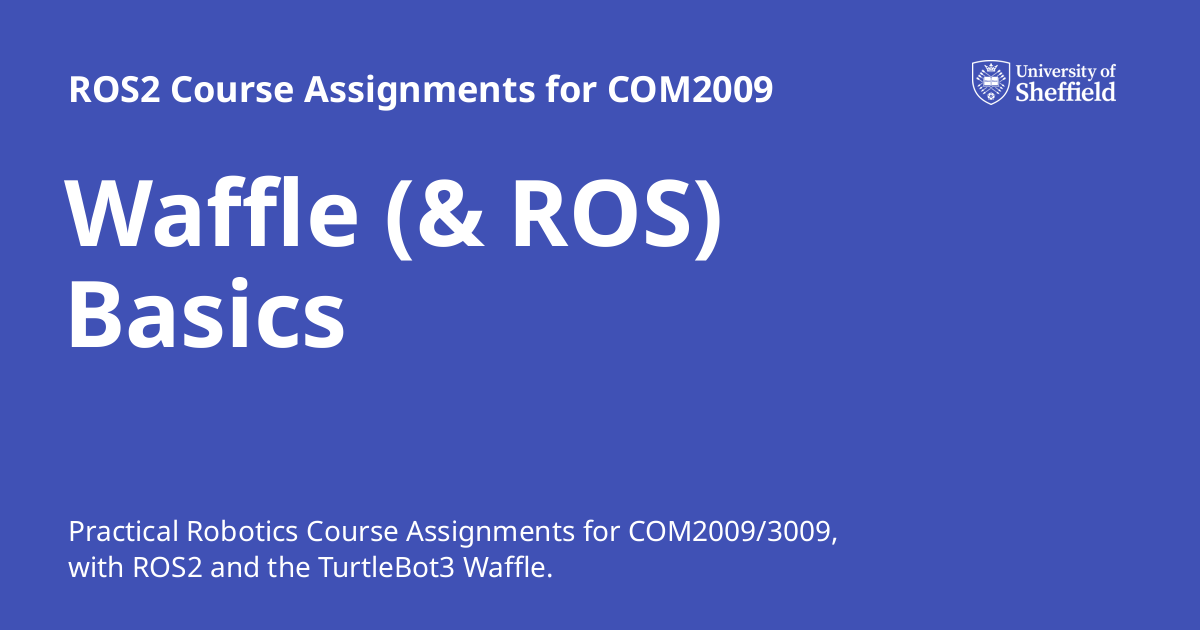 ROS2 Course Assignments for COM2009
University of
Sheffield
Waffle (& ROS)
Basics
Practical Robotics Course Assignments for COM2009/3009,
with ROS2 and the TurtleBot3 Waffle.